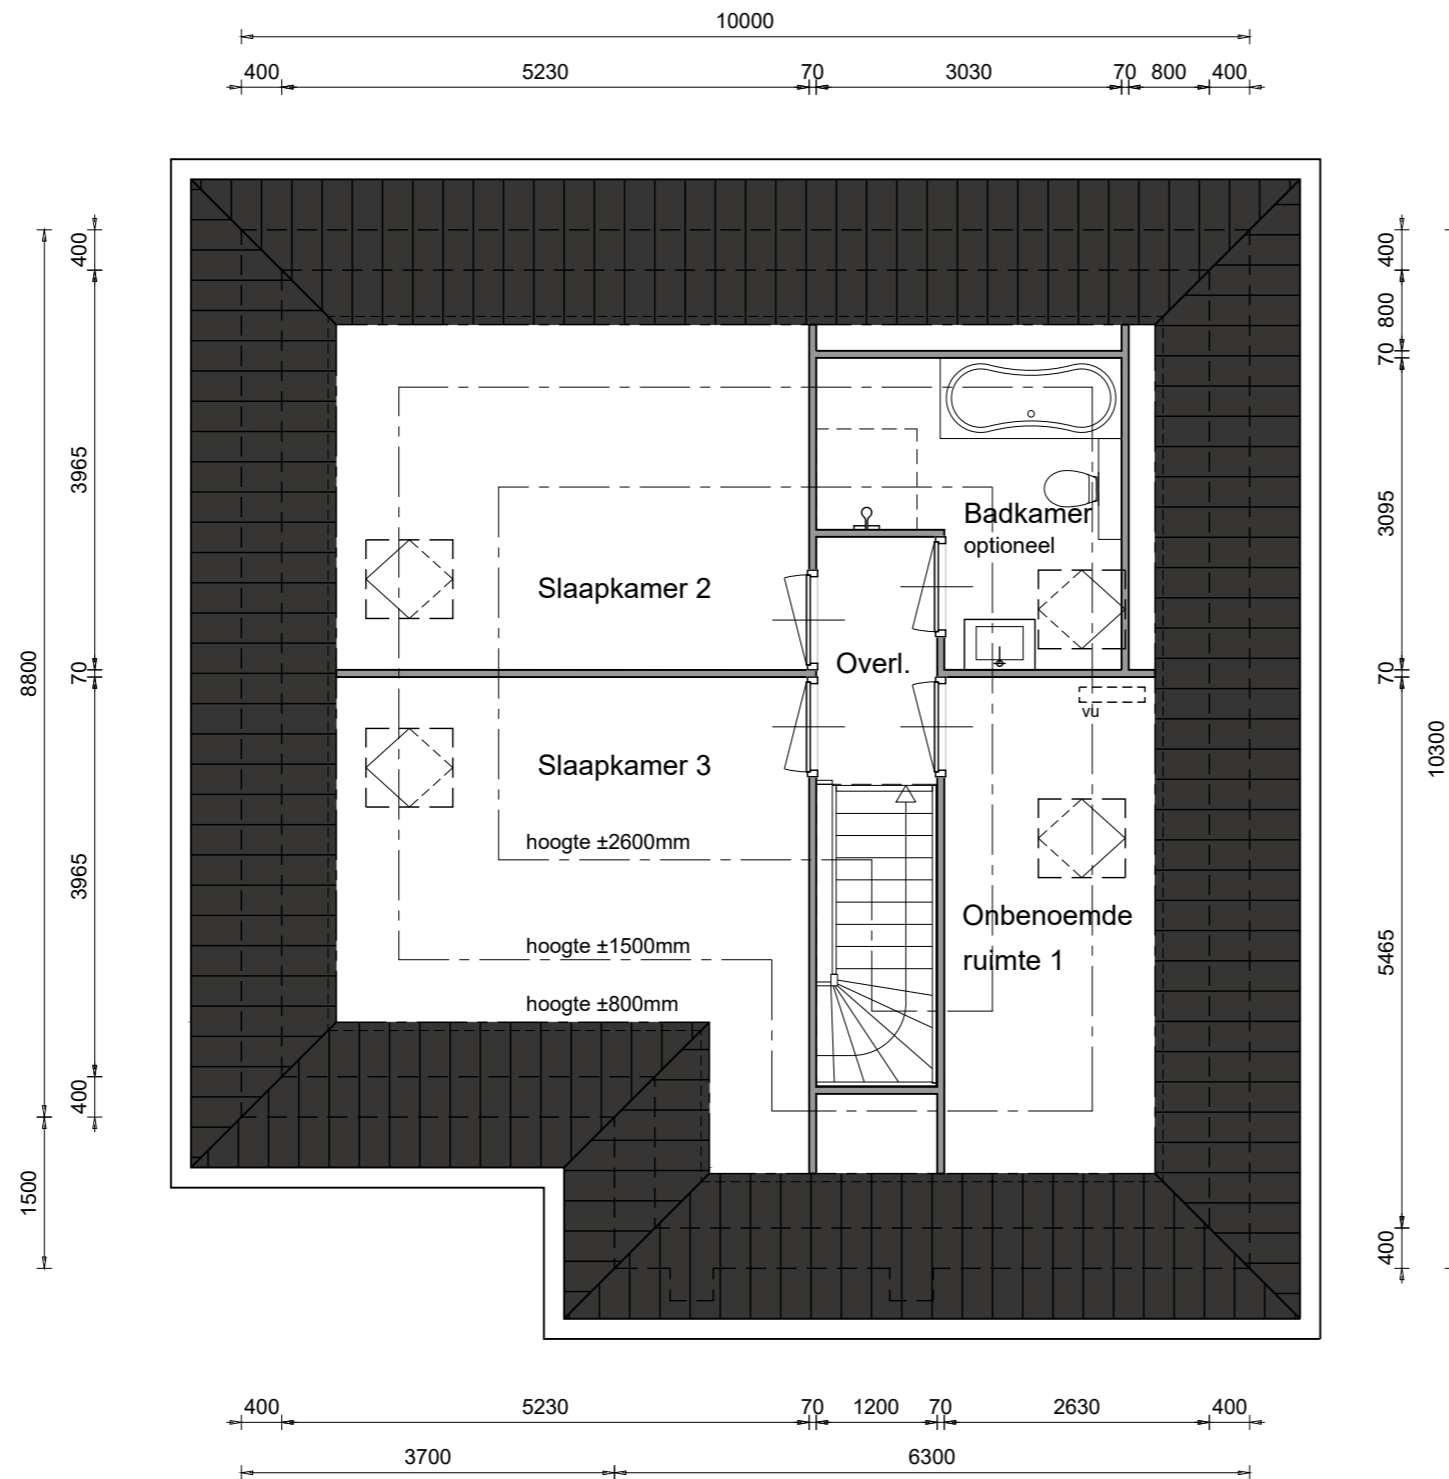 10000
400 5230 70 3030 70 800 400
400
3965
8800
70
3965
400
1500
400
800
70
3095
70
10300
5465
400
Badkamer
optioneel
Slaapkamer 2
Overl.
vu
Slaapkamer 3
hoogte ±2600mm
Onbenoemde
ruimte 1
hoogte ±1500mm
hoogte ±800mm
400 5230 70 1200 70 2630 400
3700 6300